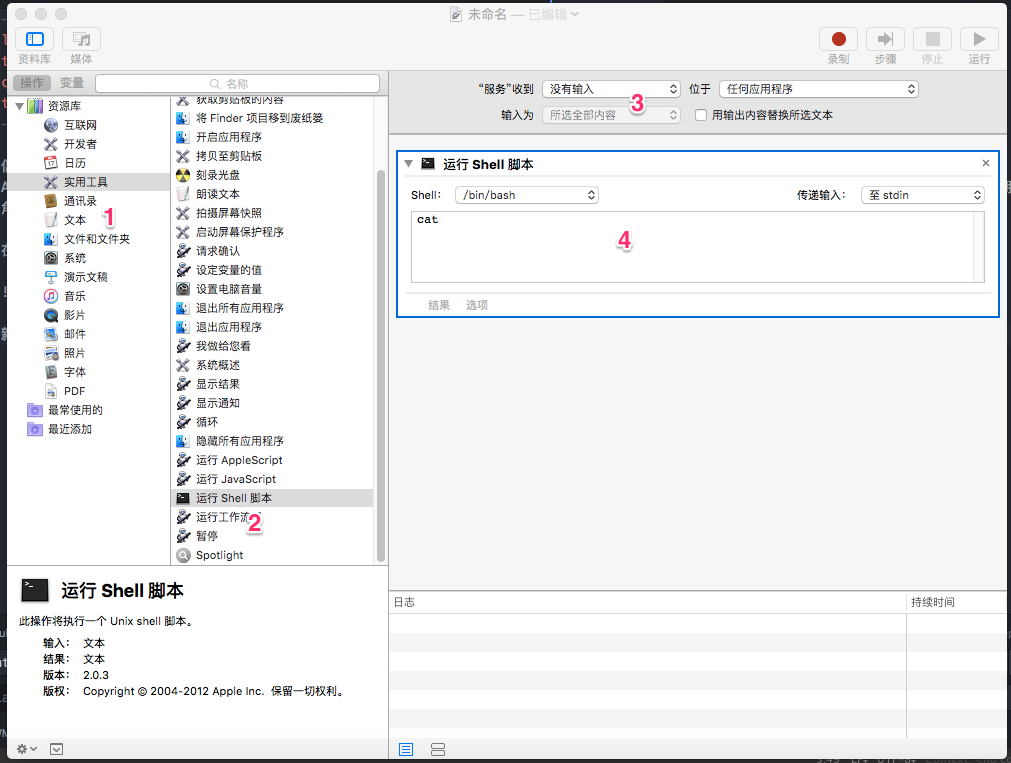 未命名 — 已编辑
资料库
媒体
录制
步骤
停止
运行
操作
变量
名称
资源库
互联网
开发者
日历
实用工具
通讯录
文本
文件和文件夹
系统
演示文稿
音乐
影片
邮件
照片
字体
PDF
最常使用的
最近添加
1
获取剪贴板的内容
将 Finder 项目移到废纸篓
开启应用程序
拷贝至剪贴板
刻录光盘
朗读文本
拍摄屏幕快照
启动屏幕保护程序
请求确认
设定变量的值
设置电脑音量
退出所有应用程序
退出应用程序
我做给您看
系统概述
显示结果
显示通知
循环
隐藏所有应用程序
运行 AppleScript
运行 JavaScript
运行 Shell 脚本
运行工作流
2
暂停
Spotlight
“服务”收到 没有输入 位于 任何应用程序
3
输入为 所选全部内容 用输出内容替换所选文本
运行 Shell 脚本
Shell: /bin/bash 传递输入: 至 stdin
cat
4
结果 选项
运行 Shell 脚本
此操作将执行一个 Unix shell 脚本。
输入: 文本
结果: 文本
版本: 2.0.3
版权: Copyright © 2004-2012 Apple Inc. 保留一切权利。
日志 持续时间